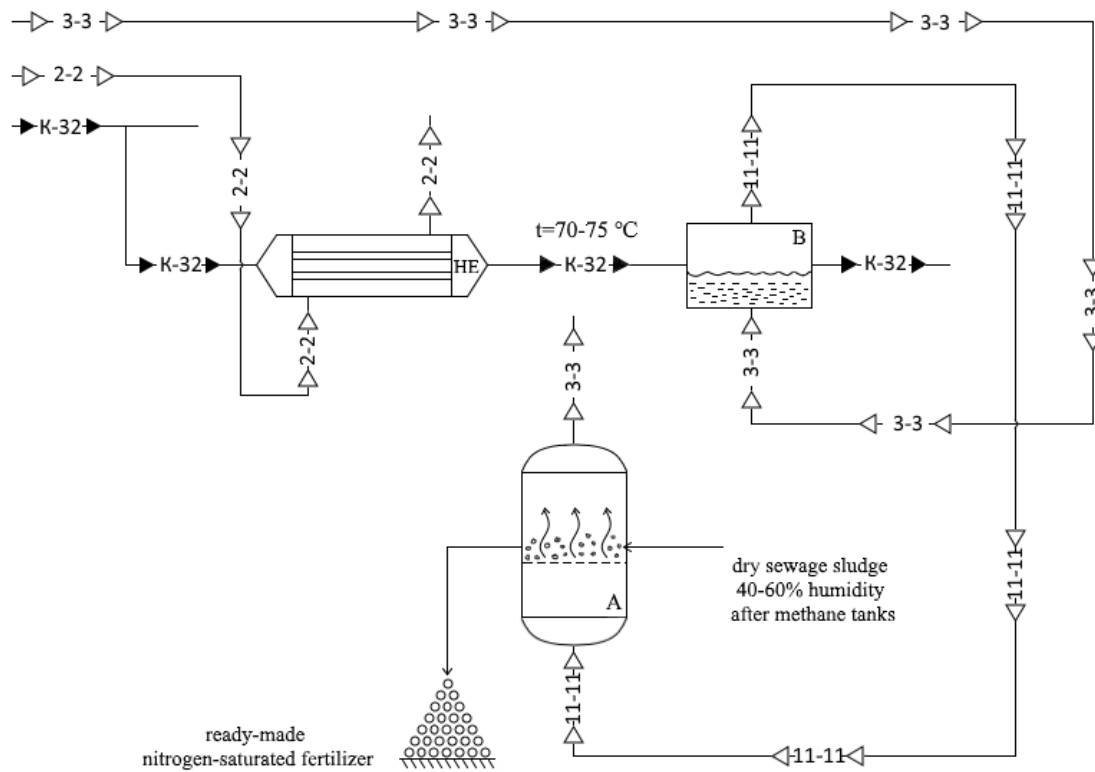 3-3
3-3
3-3
2-2
К-32
2-2
2-2
11-11
11-11
t=70-75 °C
B
К-32
HE
К-32
К-32
3-3
2-2
3-3
3-3
3-3
dry sewage sludge
40-60% humidity
after methane tanks
11-11
A
11-11
ready-made
nitrogen-saturated fertilizer
11-11